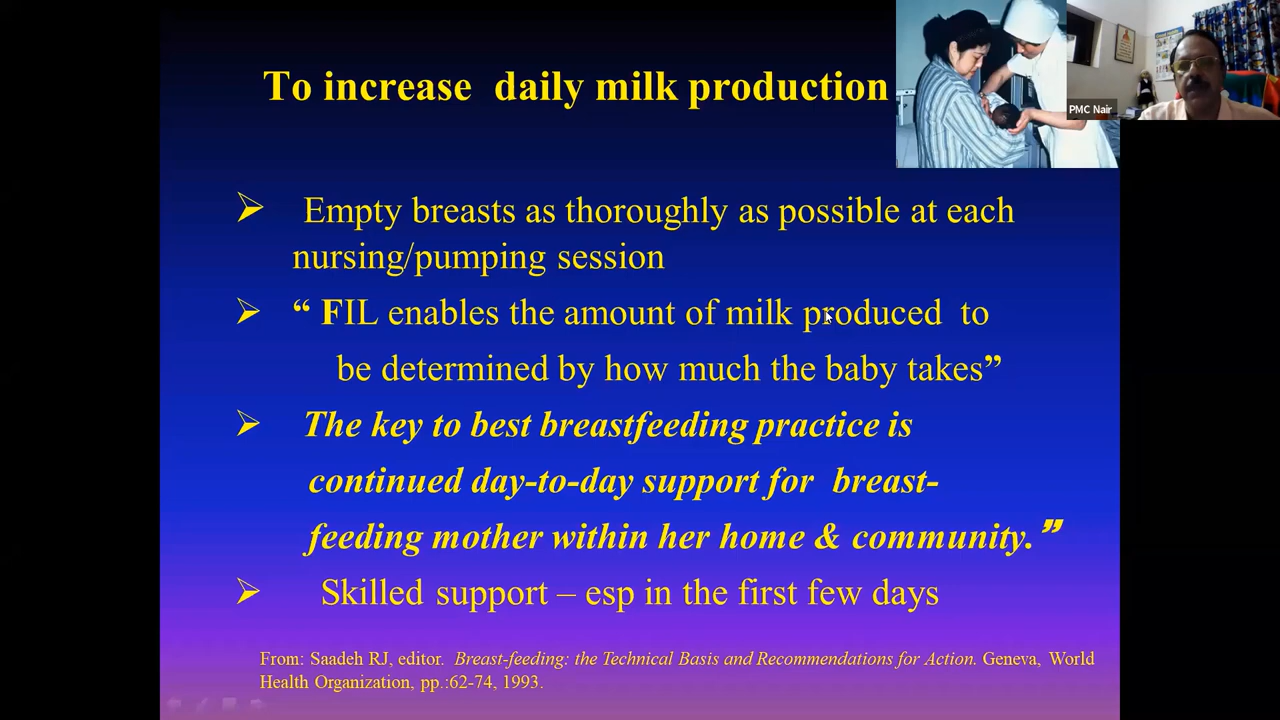 To increase daily milk production
PMC Nair
Empty breasts as thoroughly as possible at each
nursing/pumping session
“ FIL enables the amount of milk produced to
be determined by how much the baby takes”
The key to best breastfeeding practice is
continued day-to-day support for breast-
feeding mother within her home & community.”
Skilled support – esp in the first few days
From: Saadeh RJ, editor. Breast-feeding: the Technical Basis and Recommendations for Action. Geneva, World
Health Organization, pp.:62-74, 1993.